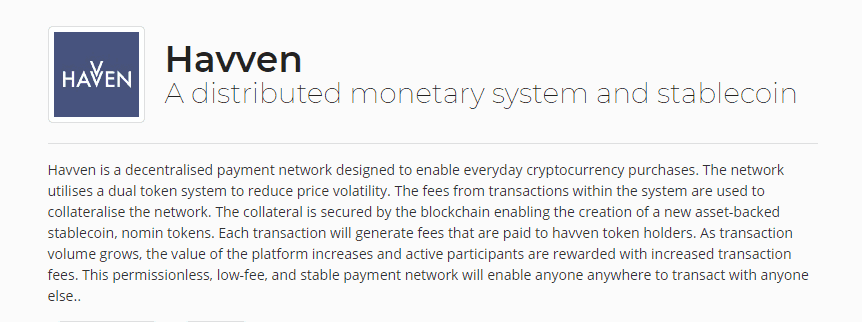 HAVVEN
Havven
A distributed monetary system and stablecoin
Havven is a decentralised payment network designed to enable everyday cryptocurrency purchases. The network
utilises a dual token system to reduce price volatility. The fees from transactions within the system are used to
collateralise the network. The collateral is secured by the blockchain enabling the creation of a new asset-backed
stablecoin, nomin tokens. Each transaction will generate fees that are paid to havven token holders. As transaction
volume grows, the value of the platform increases and active participants are rewarded with increased transaction
fees. This permissionless, low-fee, and stable payment network will enable anyone anywhere to transact with anyone
else..